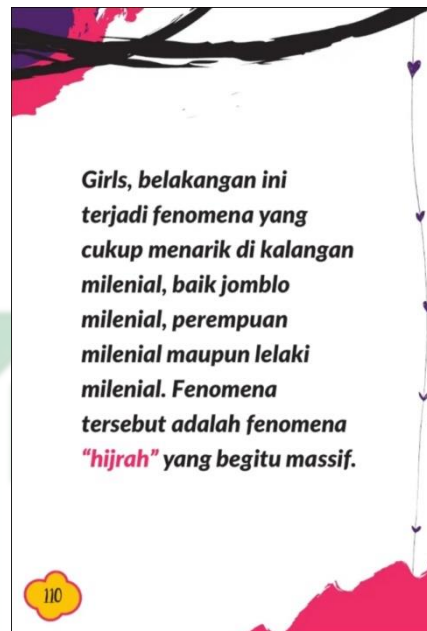 Girls, belakangan ini
terjadi fenomena yang
cukup menarik di kalangan
milenial, baik jomblo
milenial, perempuan
milenial maupun lelaki
milenial. Fenomena
tersebut adalah fenomena
“hijrah” yang begitu massif.
110